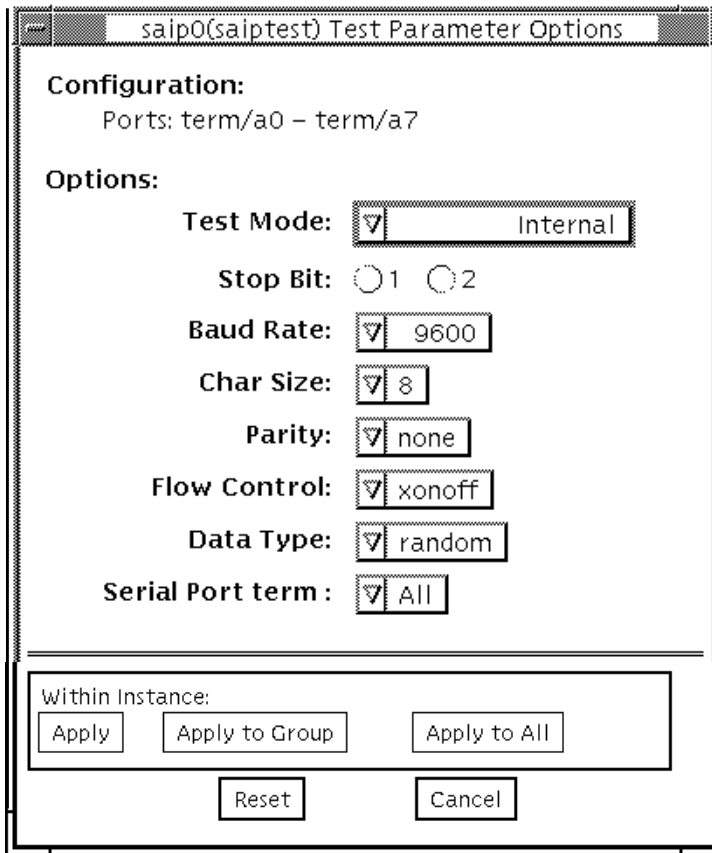 saip0(saiptest) Test Parameter Options
Configuration:
Ports: term/a0 – term/a7
Options:
Test Mode: Internal
Stop Bit: 1 2
Baud Rate: 9600
Char Size: 8
Parity: none
Flow Control: xonoff
Data Type: random
Serial Port term : All
Within Instance:
Apply Apply to Group Apply to All
Reset Cancel